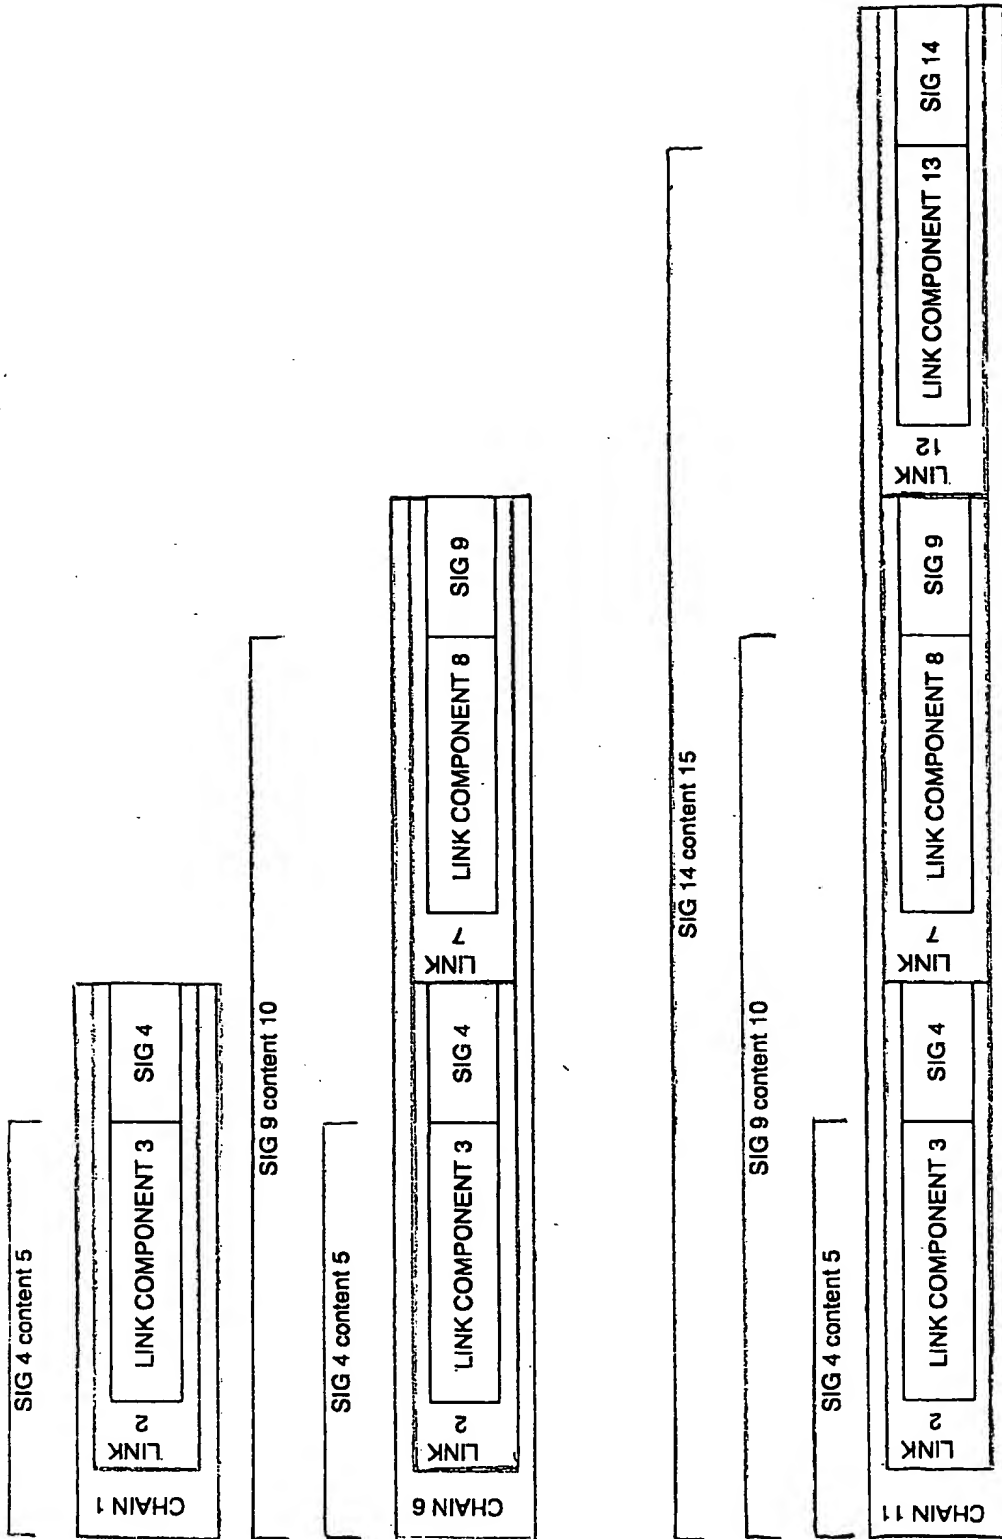 SIG 4 content 5
CHAIN 1
LINK
2
LINK COMPONENT 3
SIG 4
SIG 9 content 10
SIG 4 content 5
CHAIN 6
LINK
2
LINK COMPONENT 3
SIG 4
LINK
7
LINK COMPONENT 8
SIG 9
SIG 14 content 15
SIG 9 content 10
SIG 4 content 5
CHAIN 11
LINK
2
LINK COMPONENT 3
SIG 4
LINK
7
LINK COMPONENT 8
SIG 9
LINK
12
LINK COMPONENT 13
SIG 14